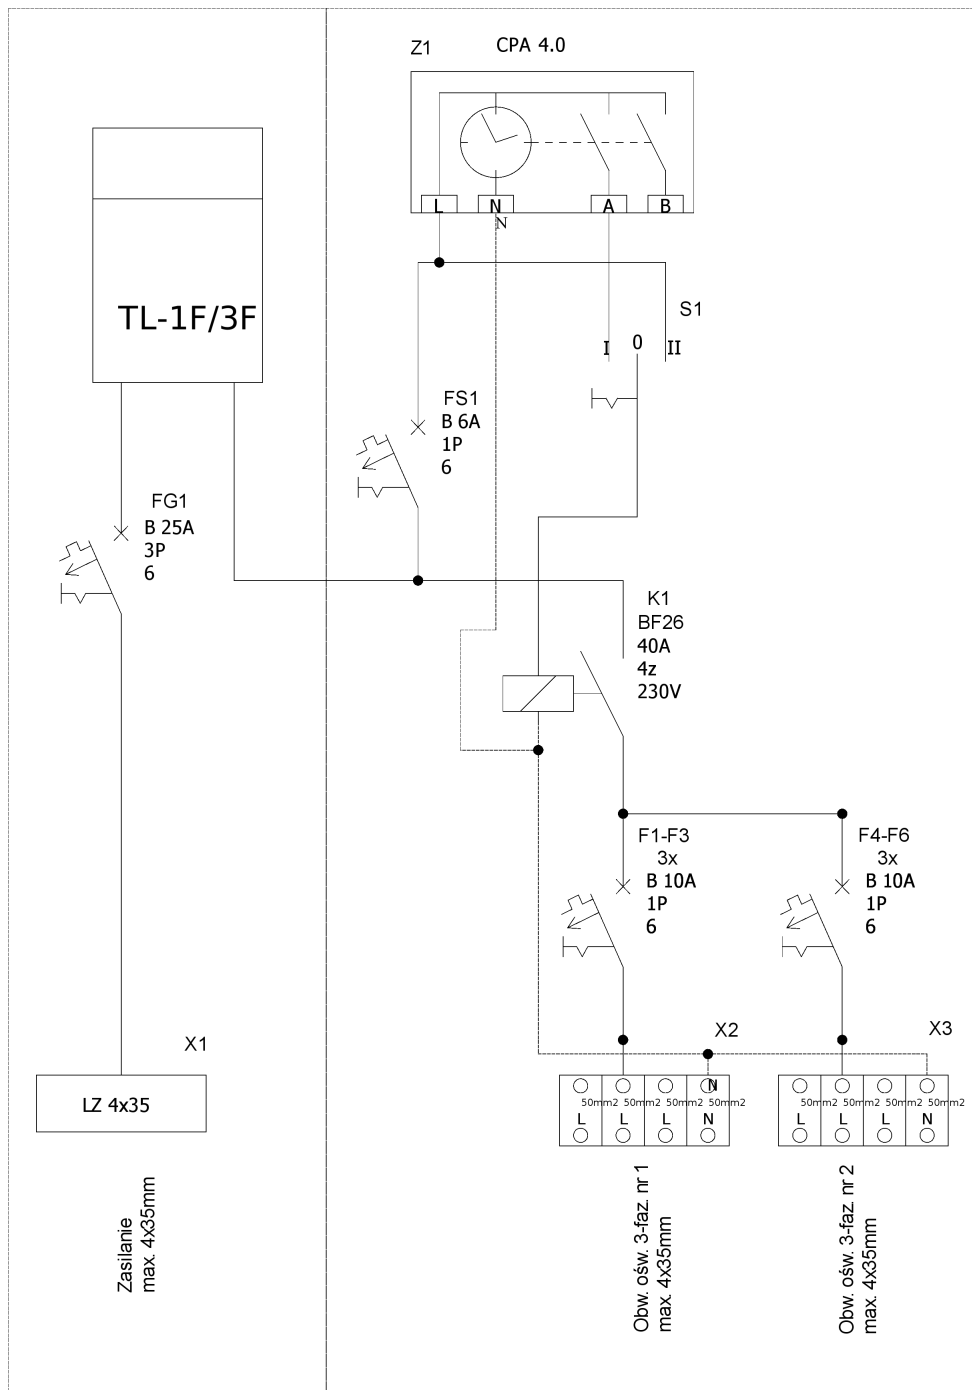 Z1
CPA 4.0
L
N
A
B
N
TL-1F/3F
S1
I
0
II
FS1
B 6A
1P
6
FG1
B 25A
3P
6
K1
BF26
40A
4z
230V
F1-F3
3x
B 10A
1P
6
F4-F6
3x
B 10A
1P
6
X1
X2
X3
LZ 4x35
N
50mm2 50mm2 50mm2 50mm2
L L L N
50mm2 50mm2 50mm2 50mm2
L L L N
Zasilanie
max. 4x35mm
Obw. ośw. 3-faz. nr 1
max. 4x35mm
Obw. ośw. 3-faz. nr 2
max. 4x35mm